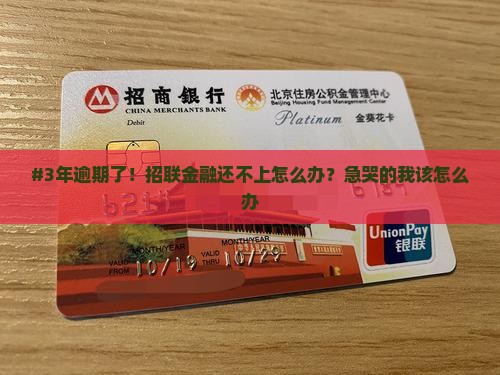 招商银行
CHINA MERCHANTS BANK
Debit
北京住房公积金管理中心
Beijing Housing Fund Management Center
Platinum 金葵花卡
#3年逾期了！招联金融还不上怎么办？急哭的我该怎么
办
MONTH/YEAR MONTH/YEAR
VALID FROM 10/19 VALID THRU 10/29
UnionPay
银联